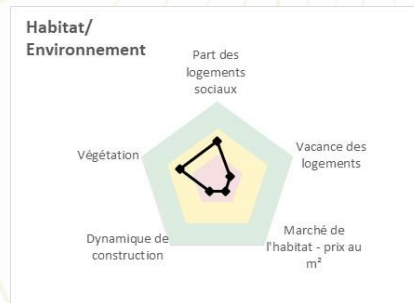 Habitat/
Environnement
Part des
logements
sociaux
Vacance des
logements
Marché de
l'habitat - prix au
m²
Dynamique de
construction
Végétation